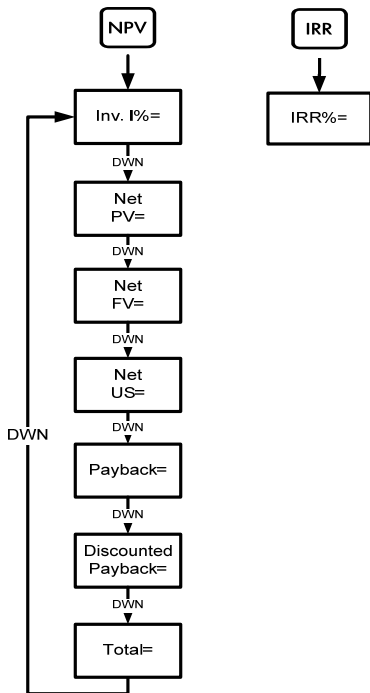 NPV
IRR
Inv. I%=
IRR%=
DWN
Net
PV=
DWN
Net
FV=
DWN
Net
US=
DWN
DWN
Payback=
DWN
Discounted
Payback=
DWN
Total=